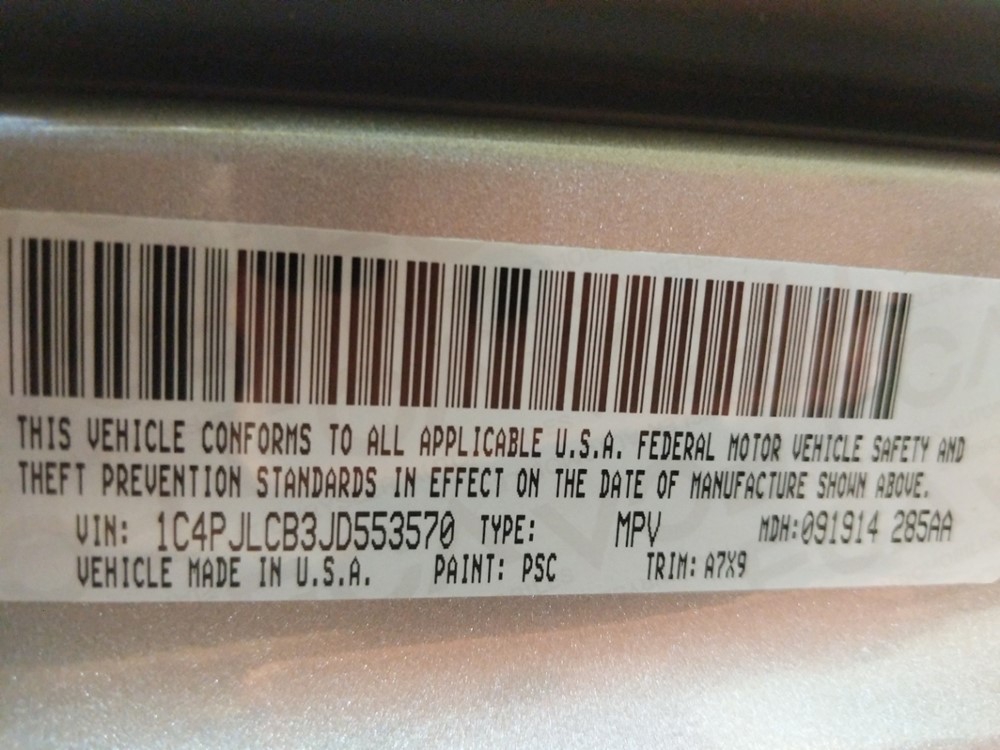 THIS VEHICLE CONFORMS TO ALL APPLICABLE U.S.A. FEDERAL MOTOR VEHICLE SAFETY AND
THEFT PREVENTION STANDARDS IN EFFECT ON THE DATE OF MANUFACTURE SHOWN ABOVE.
VIN: 1C4PJLCB3JD553570 TYPE: MPV MDH:091914 285AA
VEHICLE MADE IN U.S.A. PAINT: PSC TRIM: A7X9